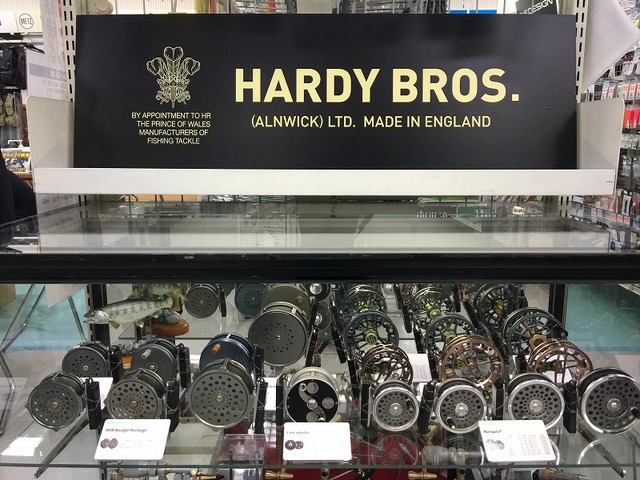 HARDY BROS.
(ALNWICK) LTD. MADE IN ENGLAND
BY APPOINTMENT TO HR
THE PRINCE OF WALES
MANUFACTURERS OF
FISHING TACKLE